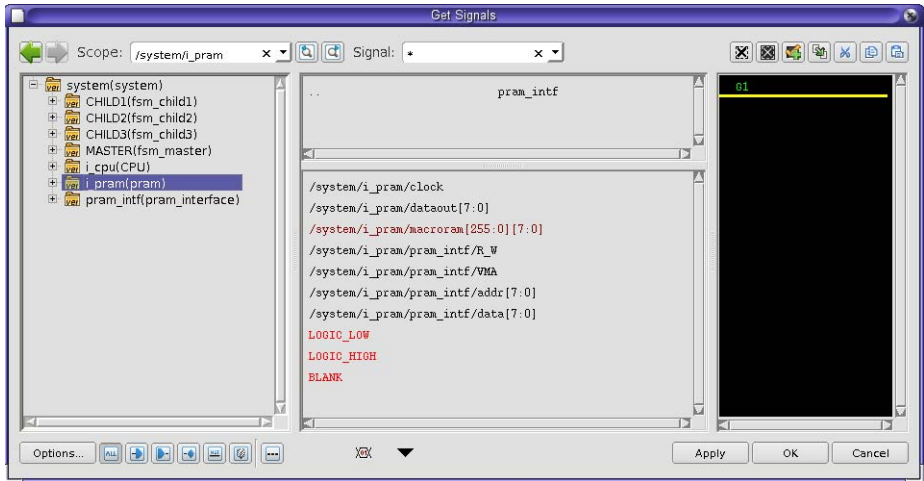 Get Signals
Scope: /system/i_pram Signal: *
system(system)
CHILD1(fsm_child1)
CHILD2(fsm_child2)
CHILD3(fsm_child3)
MASTER(fsm_master)
i_cpu(CPU)
i_pram(pram)
pram_intf(pram_interface)
.. pram_intf
/system/i_pram/clock
/system/i_pram/dataout[7:0]
/system/i_pram/macroram[255:0][7:0]
/system/i_pram/pram_intf/R_W
/system/i_pram/pram_intf/VMA
/system/i_pram/pram_intf/addr[7:0]
/system/i_pram/pram_intf/data[7:0]
LOGIC_LOW
LOGIC_HIGH
BLANK
G1
Options... ALL
Apply OK Cancel